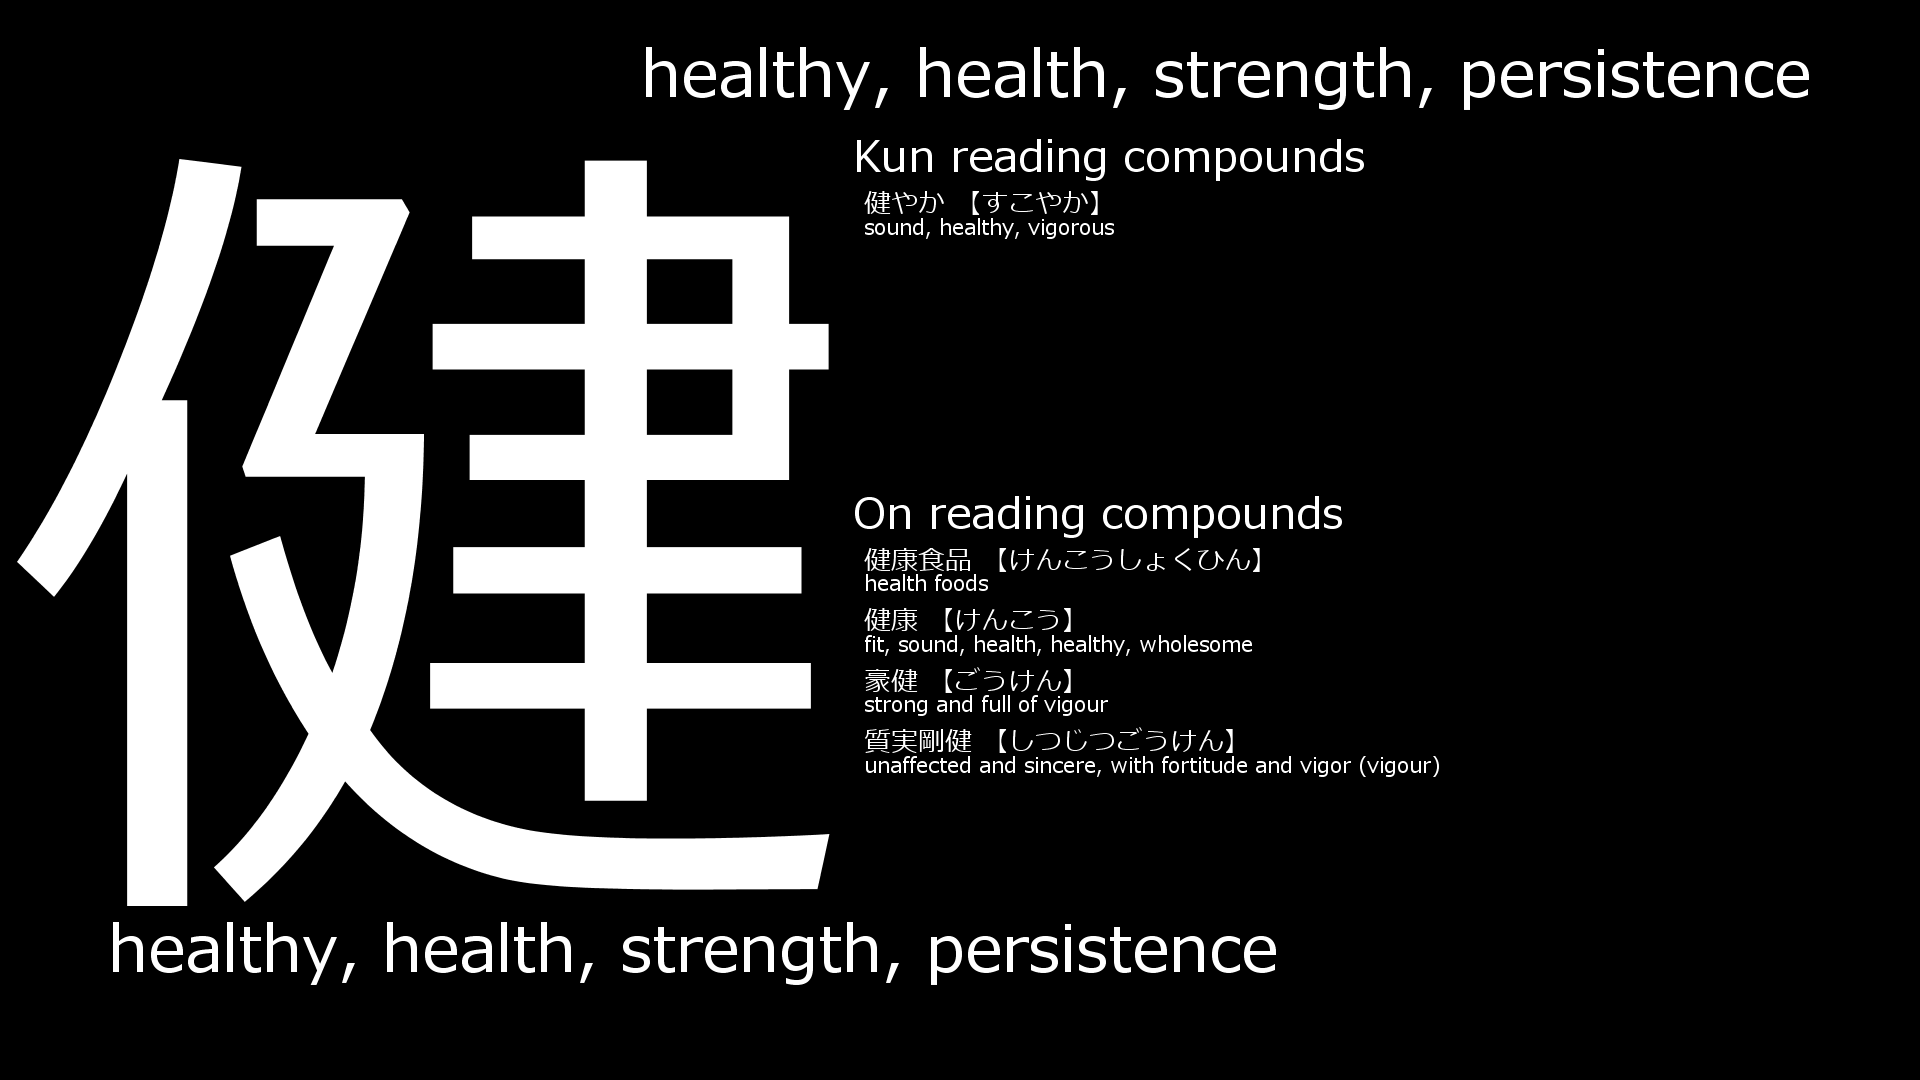 healthy, health, strength, persistence
健
Kun reading compounds
健やか 【すこやか】
sound, healthy, vigorous
On reading compounds
健康食品 【けんこうしょくひん】
health foods
健康 【けんこう】
fit, sound, health, healthy, wholesome
豪健 【ごうけん】
strong and full of vigour
質実剛健 【しつじつごうけん】
unaffected and sincere, with fortitude and vigor (vigour)
healthy, health, strength, persistence